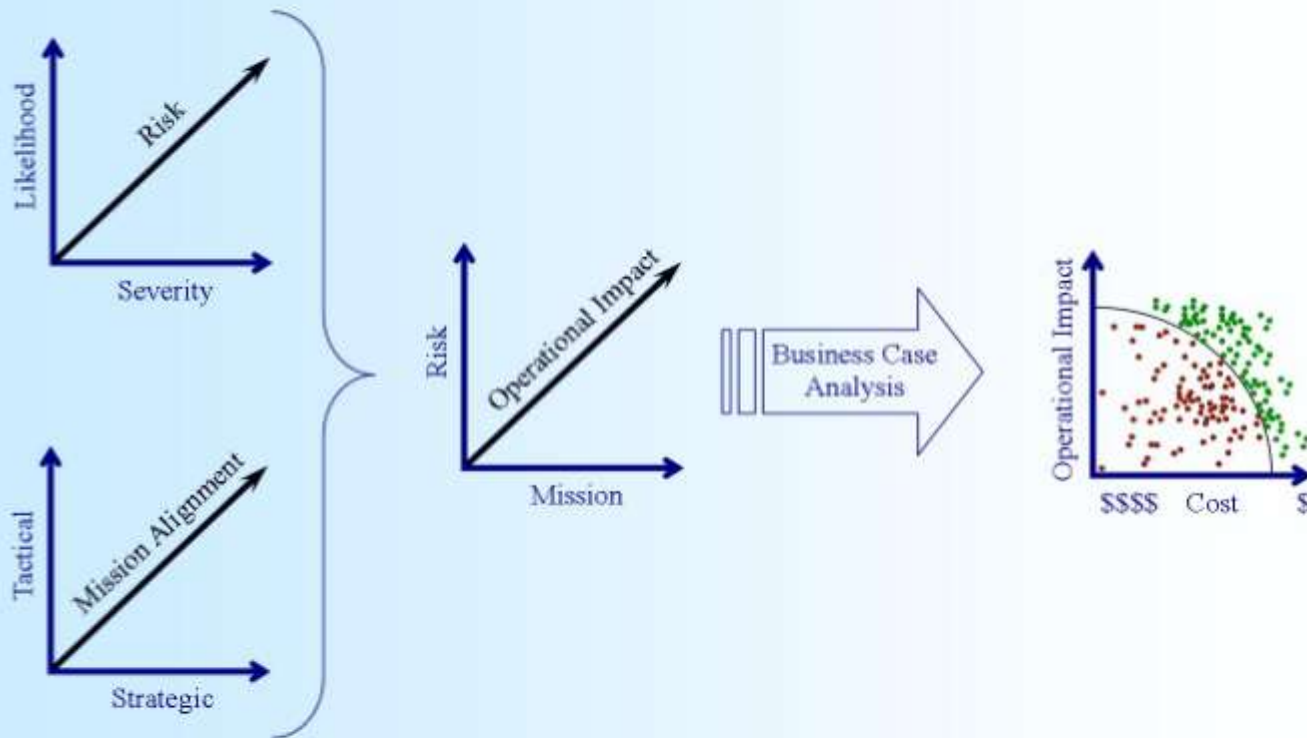 Likelihood
Risk
Severity
Tactical
Mission Alignment
Strategic
Risk
Operational Impact
Mission
Business Case
Analysis
Operational Impact
$$$$ Cost $